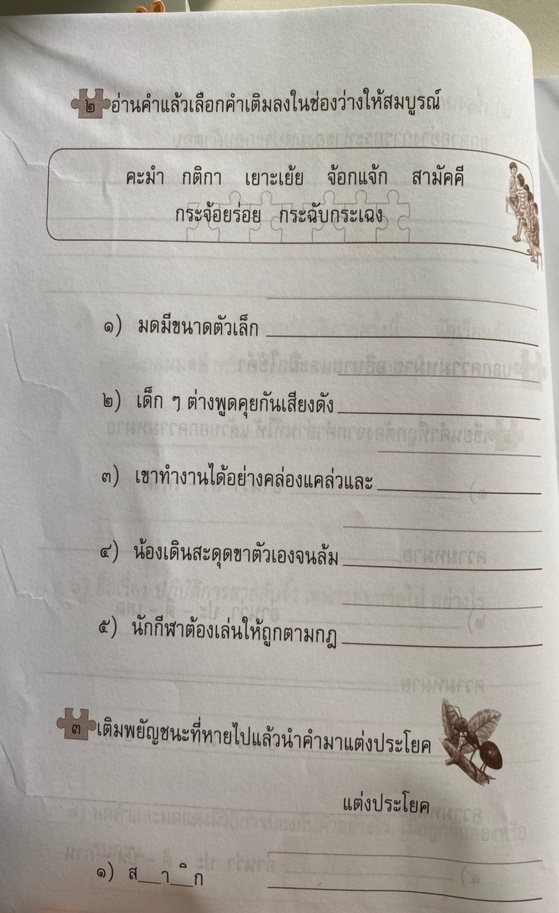 ๒ อ่านคำแล้วเลือกคำเติมลงในช่องว่างให้สมบูรณ์
คะมำ กติกา เยาะเย้ย จ้อกแจ้ก สามัคคี
กระจ้อยร่อย กระฉับกระเฉง
๑) มดมีขนาดตัวเล็ก
๒) เด็ก ๆ ต่างพูดคุยกันเสียงดัง
๓) เขาทำงานได้อย่างคล่องแคล่วและ
๔) น้องเดินสะดุดขาตัวเองจนล้ม
๕) นักกีฬาต้องเล่นให้ถูกตามกฎ
๓ เติมพยัญชนะที่หายไปแล้วนำคำมาแต่งประโยค
แต่งประโยค
๑) ส__า__ิก